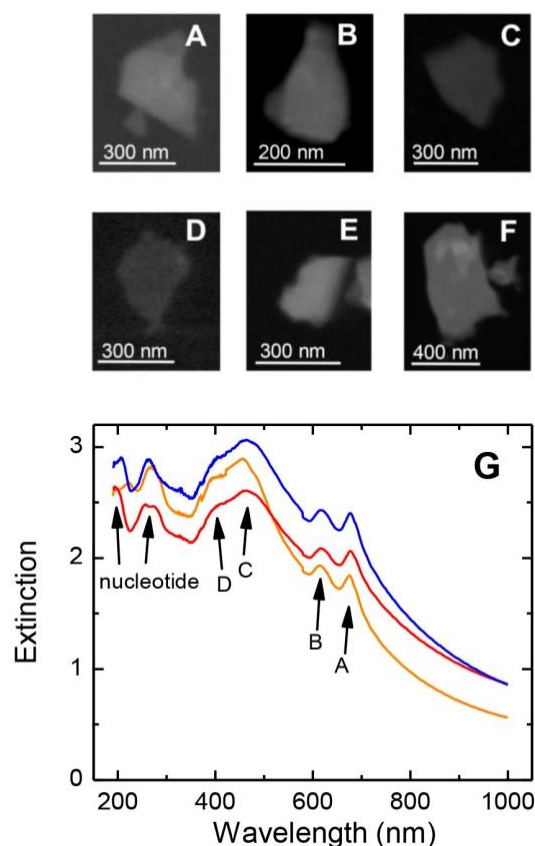 A
300 nm
B
200 nm
C
300 nm
D
300 nm
E
300 nm
F
400 nm
G
3
2
1
0
Extinction
nucleotide
D
C
B
A
200
400
600
800
1000
Wavelength (nm)